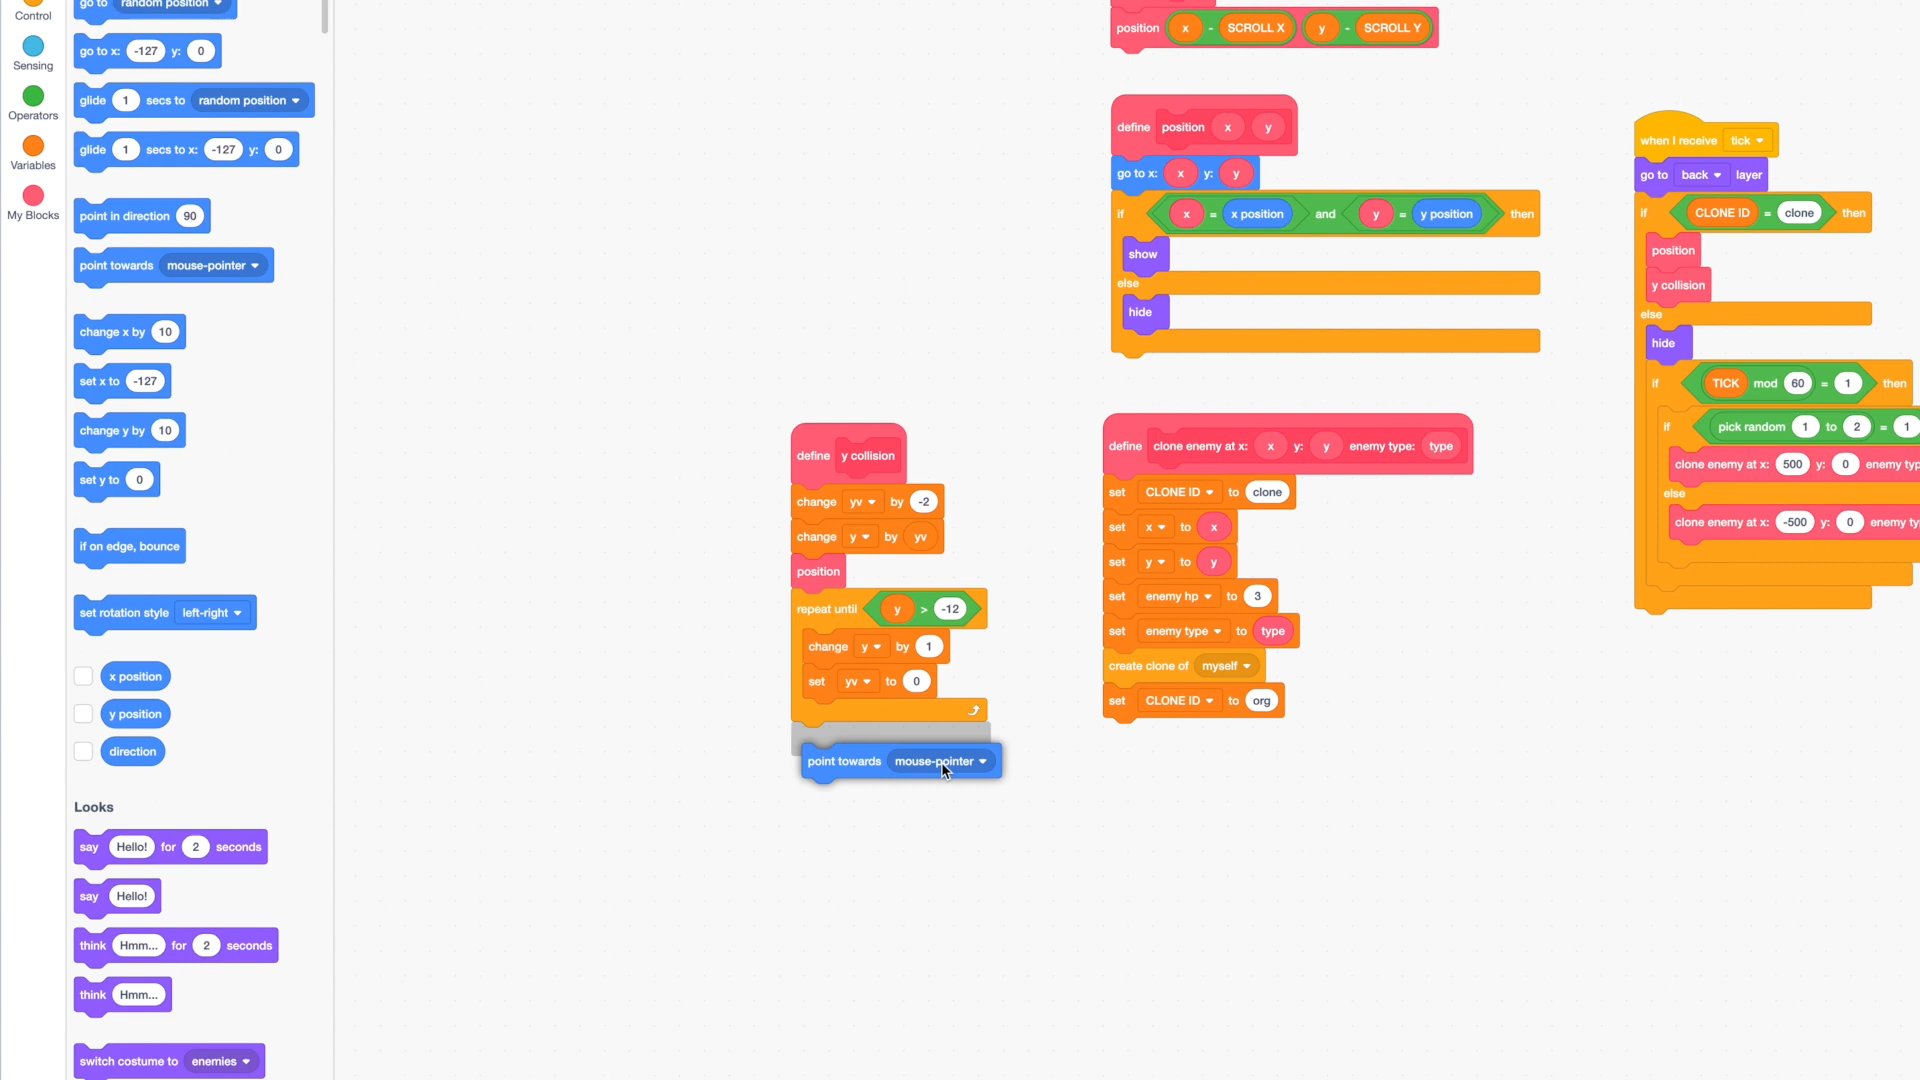 Control
Sensing
Operators
Variables
My Blocks
go to random position
go to x: -127 y: 0
glide 1 secs to random position
glide 1 secs to x: -127 y: 0
point in direction 90
point towards mouse-pointer
change x by 10
set x to -127
change y by 10
set y to 0
if on edge, bounce
set rotation style left-right
x position
y position
direction
Looks
say Hello! for 2 seconds
say Hello!
think Hmm... for 2 seconds
think Hmm...
switch costume to enemies
define y collision
change yv by -2
change y by yv
position
repeat until y > -12
change y by 1
set yv to 0
point towards mouse-pointer
position x - SCROLL X y - SCROLL Y
define position x y
go to x: x y: y
if x = x position and y = y position then
show
else
hide
define clone enemy at x: x y: y enemy type: type
set CLONE ID to clone
set x to x
set y to y
set enemy hp to 3
set enemy type to type
create clone of myself
set CLONE ID to org
when I receive tick
go to back layer
if CLONE ID = clone then
position
y collision
else
hide
if TICK mod 60 = 1 then
if pick random 1 to 2 = 1
clone enemy at x: 500 y: 0 enemy
else
clone enemy at x: -500 y: 0 enemy